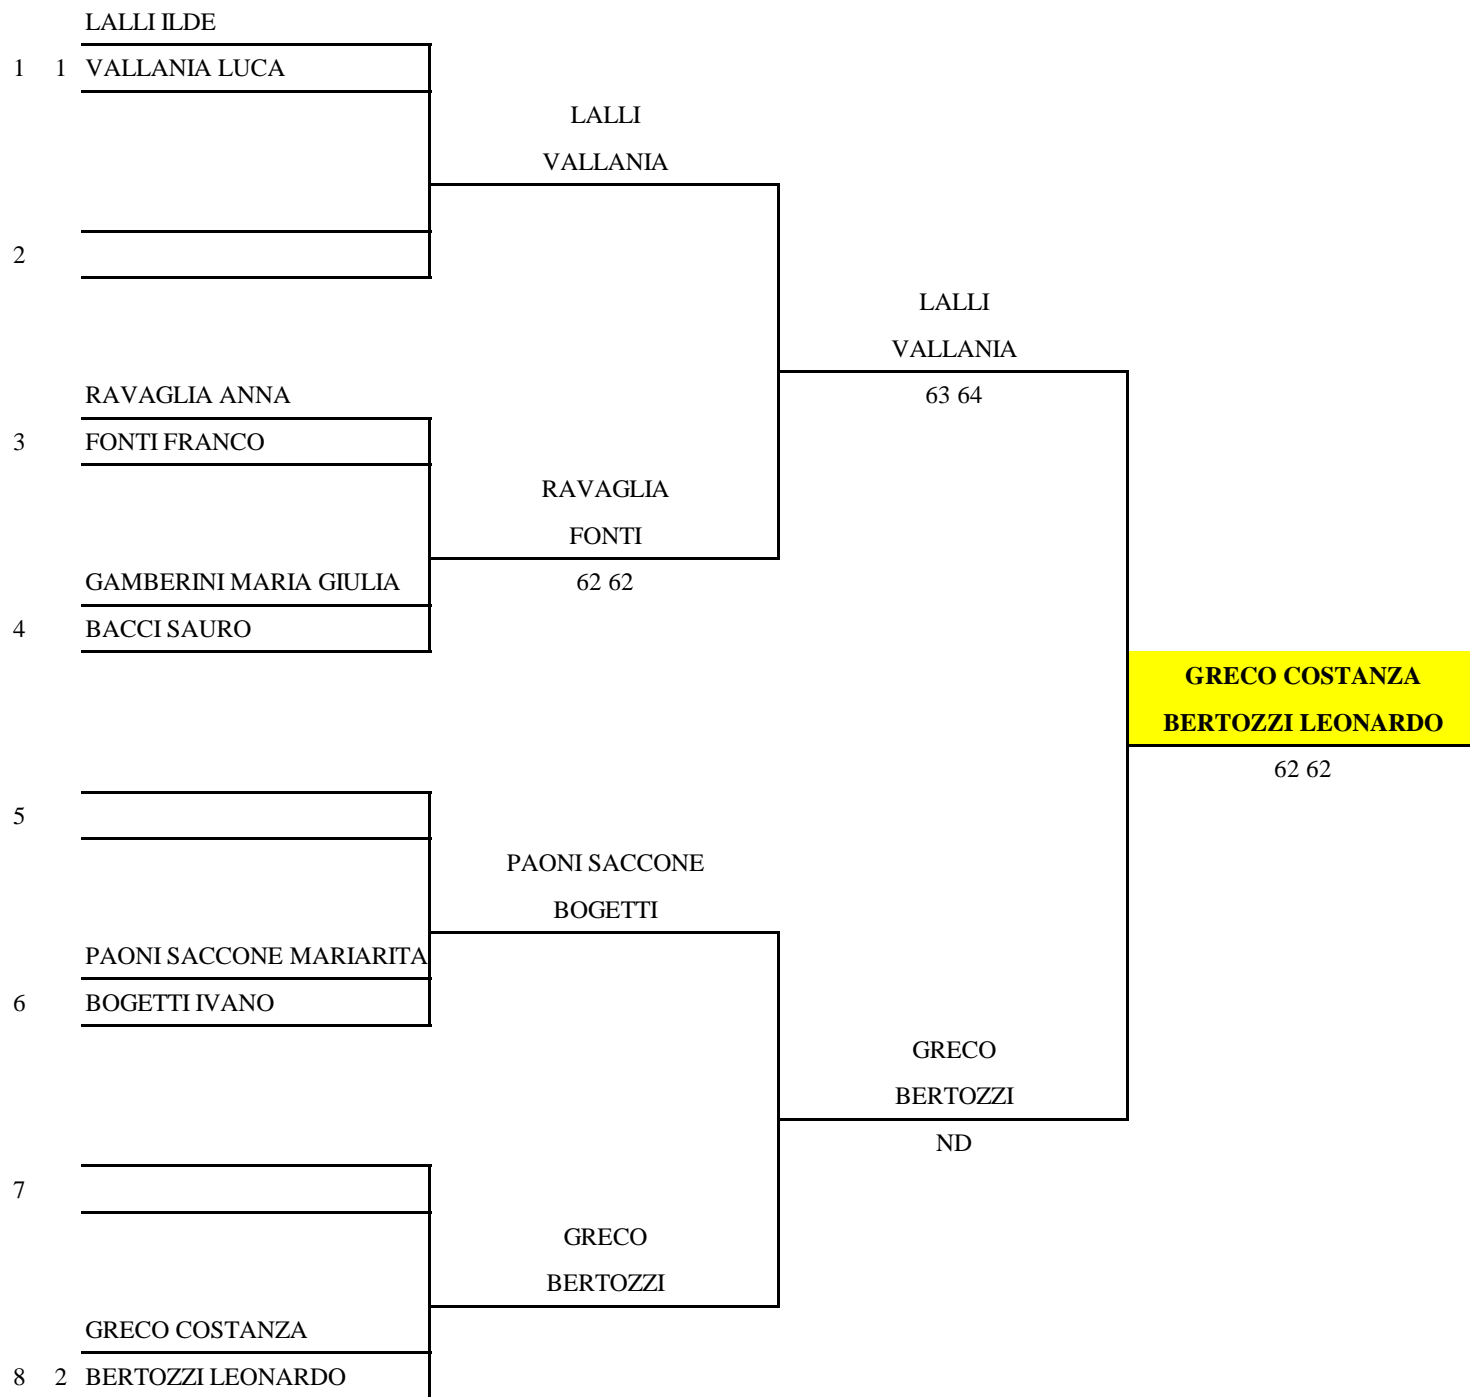 LALLI ILDE
1 1 VALLANIA LUCA
LALLI
VALLANIA
2
LALLI
VALLANIA
RAVAGLIA ANNA
63 64
3 FONTI FRANCO
RAVAGLIA
FONTI
GAMBERINI MARIA GIULIA
62 62
4 BACCI SAURO
GRECO COSTANZA
BERTOZZI LEONARDO
62 62
5
PAONI SACCONE
BOGETTI
PAONI SACCONE MARIARITA
6 BOGETTI IVANO
GRECO
BERTOZZI
ND
7
GRECO
BERTOZZI
GRECO COSTANZA
8 2 BERTOZZI LEONARDO